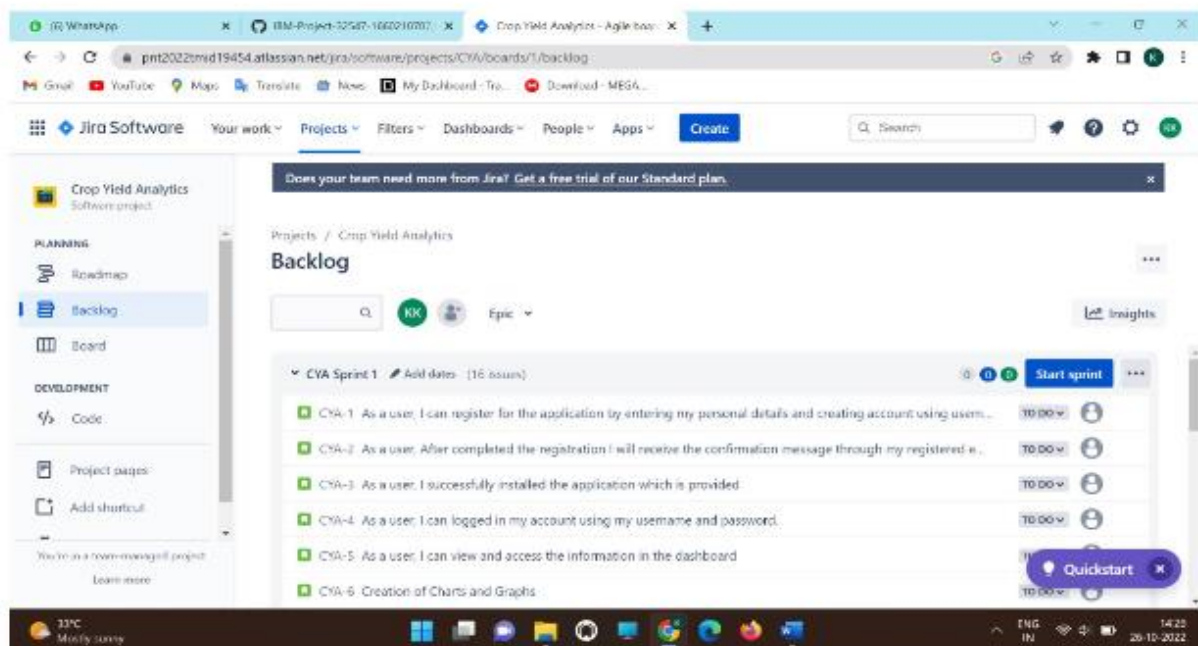 (6) WhatsApp
IBM-Project-32547-1660210787
Crop Yield Analytics - Agile boar
pnt2022tmid19454.atlassian.net/jira/software/projects/CYA/boards/1/backlog
Gmail YouTube Maps Translate News My Dashboard - Tra... Download - MEGA...
Jira Software Your work Projects Filters Dashboards People Apps Create Search KK
Does your team need more from Jira? Get a free trial of our Standard plan.
Crop Yield Analytics
Software project
PLANNING
Roadmap
Backlog
Board
DEVELOPMENT
Code
Project pages
Add shortcut
You're in a team-managed project
Learn more
Projects / Crop Yield Analytics
Backlog
KK Epic Insights
CYA Sprint 1 Add dates (16 issues) 0 0 0 Start sprint
CYA-1 As a user, I can register for the application by entering my personal details and creating account using usern... TO DO
CYA-2 As a user, After completed the registration I will receive the confirmation message through my registered e... TO DO
CYA-3 As a user, I successfully installed the application which is provided TO DO
CYA-4 As a user, I can logged in my account using my username and password. TO DO
CYA-5 As a user, I can view and access the information in the dashboard
CYA-6 Creation of Charts and Graphs TO DO
Quickstart
33°C
Mostly sunny
ENG
IN
14:25
26-10-2022